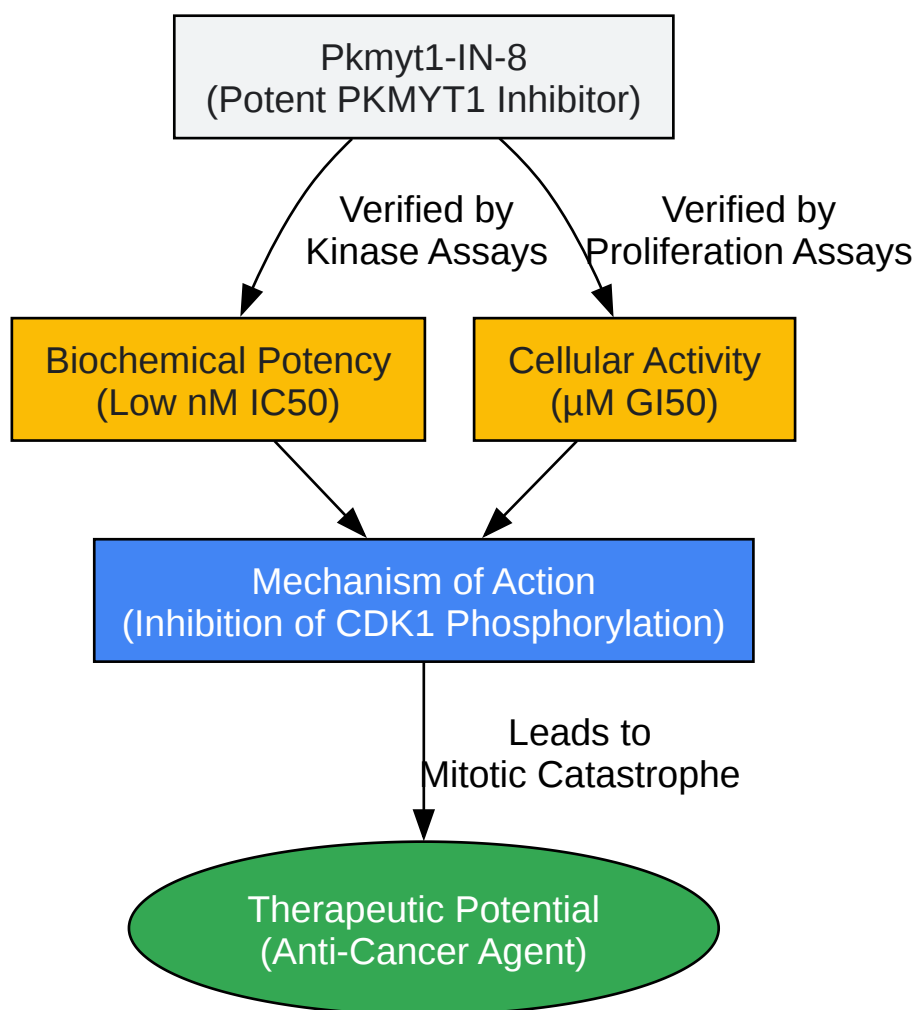 Pkmyt1-IN-8
(Potent PKMYT1 Inhibitor)
Verified by
Kinase Assays
Verified by
Proliferation Assays
Biochemical Potency
(Low nM IC50)
Cellular Activity
(µM GI50)
Mechanism of Action
(Inhibition of CDK1 Phosphorylation)
Leads to
Mitotic Catastrophe
Therapeutic Potential
(Anti-Cancer Agent)